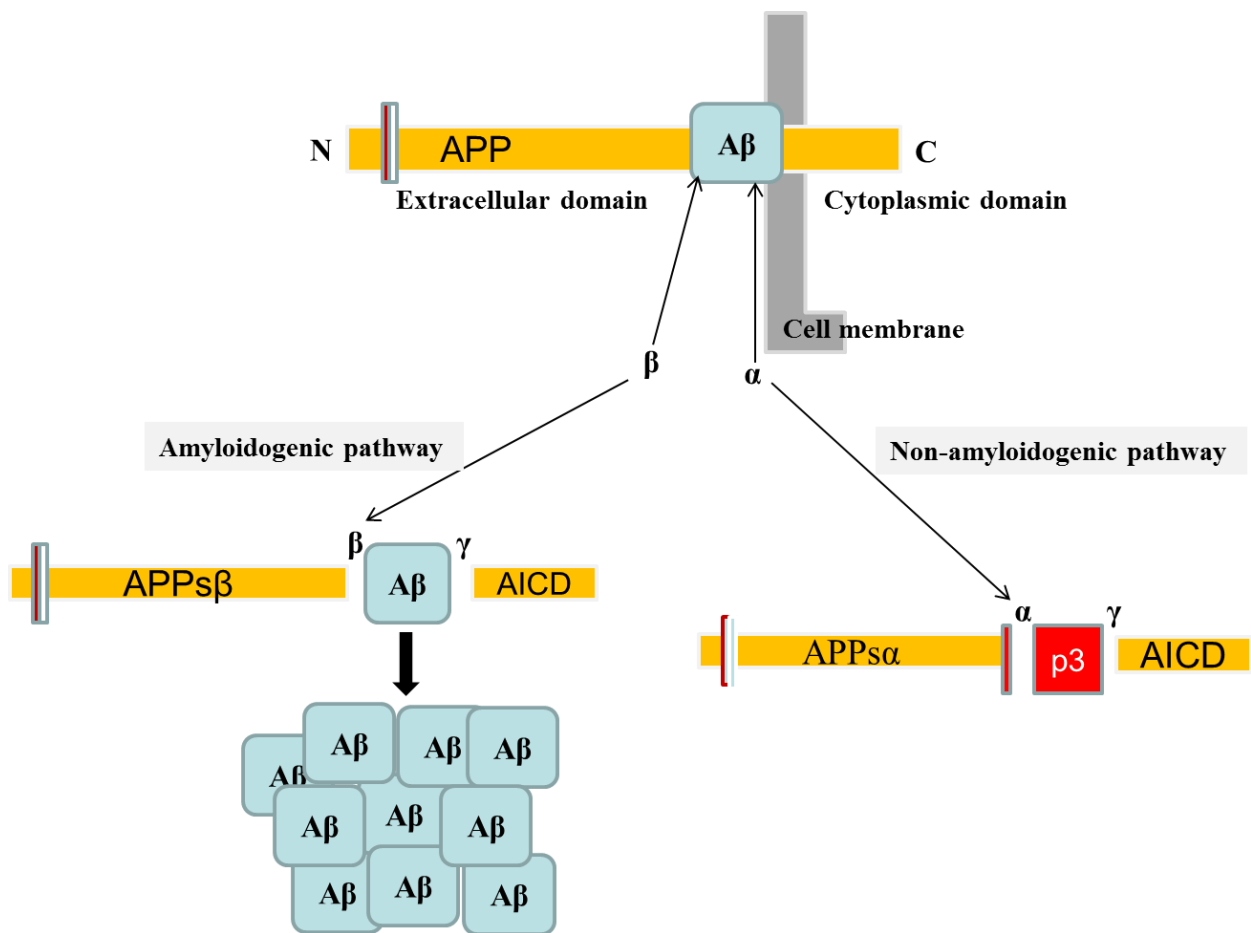 N
APP
Aβ
C
Extracellular domain
Cytoplasmic domain
Cell membrane
β
α
Amyloidogenic pathway
Non-amyloidogenic pathway
β
γ
APPsβ
Aβ
AICD
α
γ
APPsα
p3
AICD
Aβ
Aβ
Aβ
Aβ
Aβ
Aβ
Aβ
Aβ
Aβ
Aβ